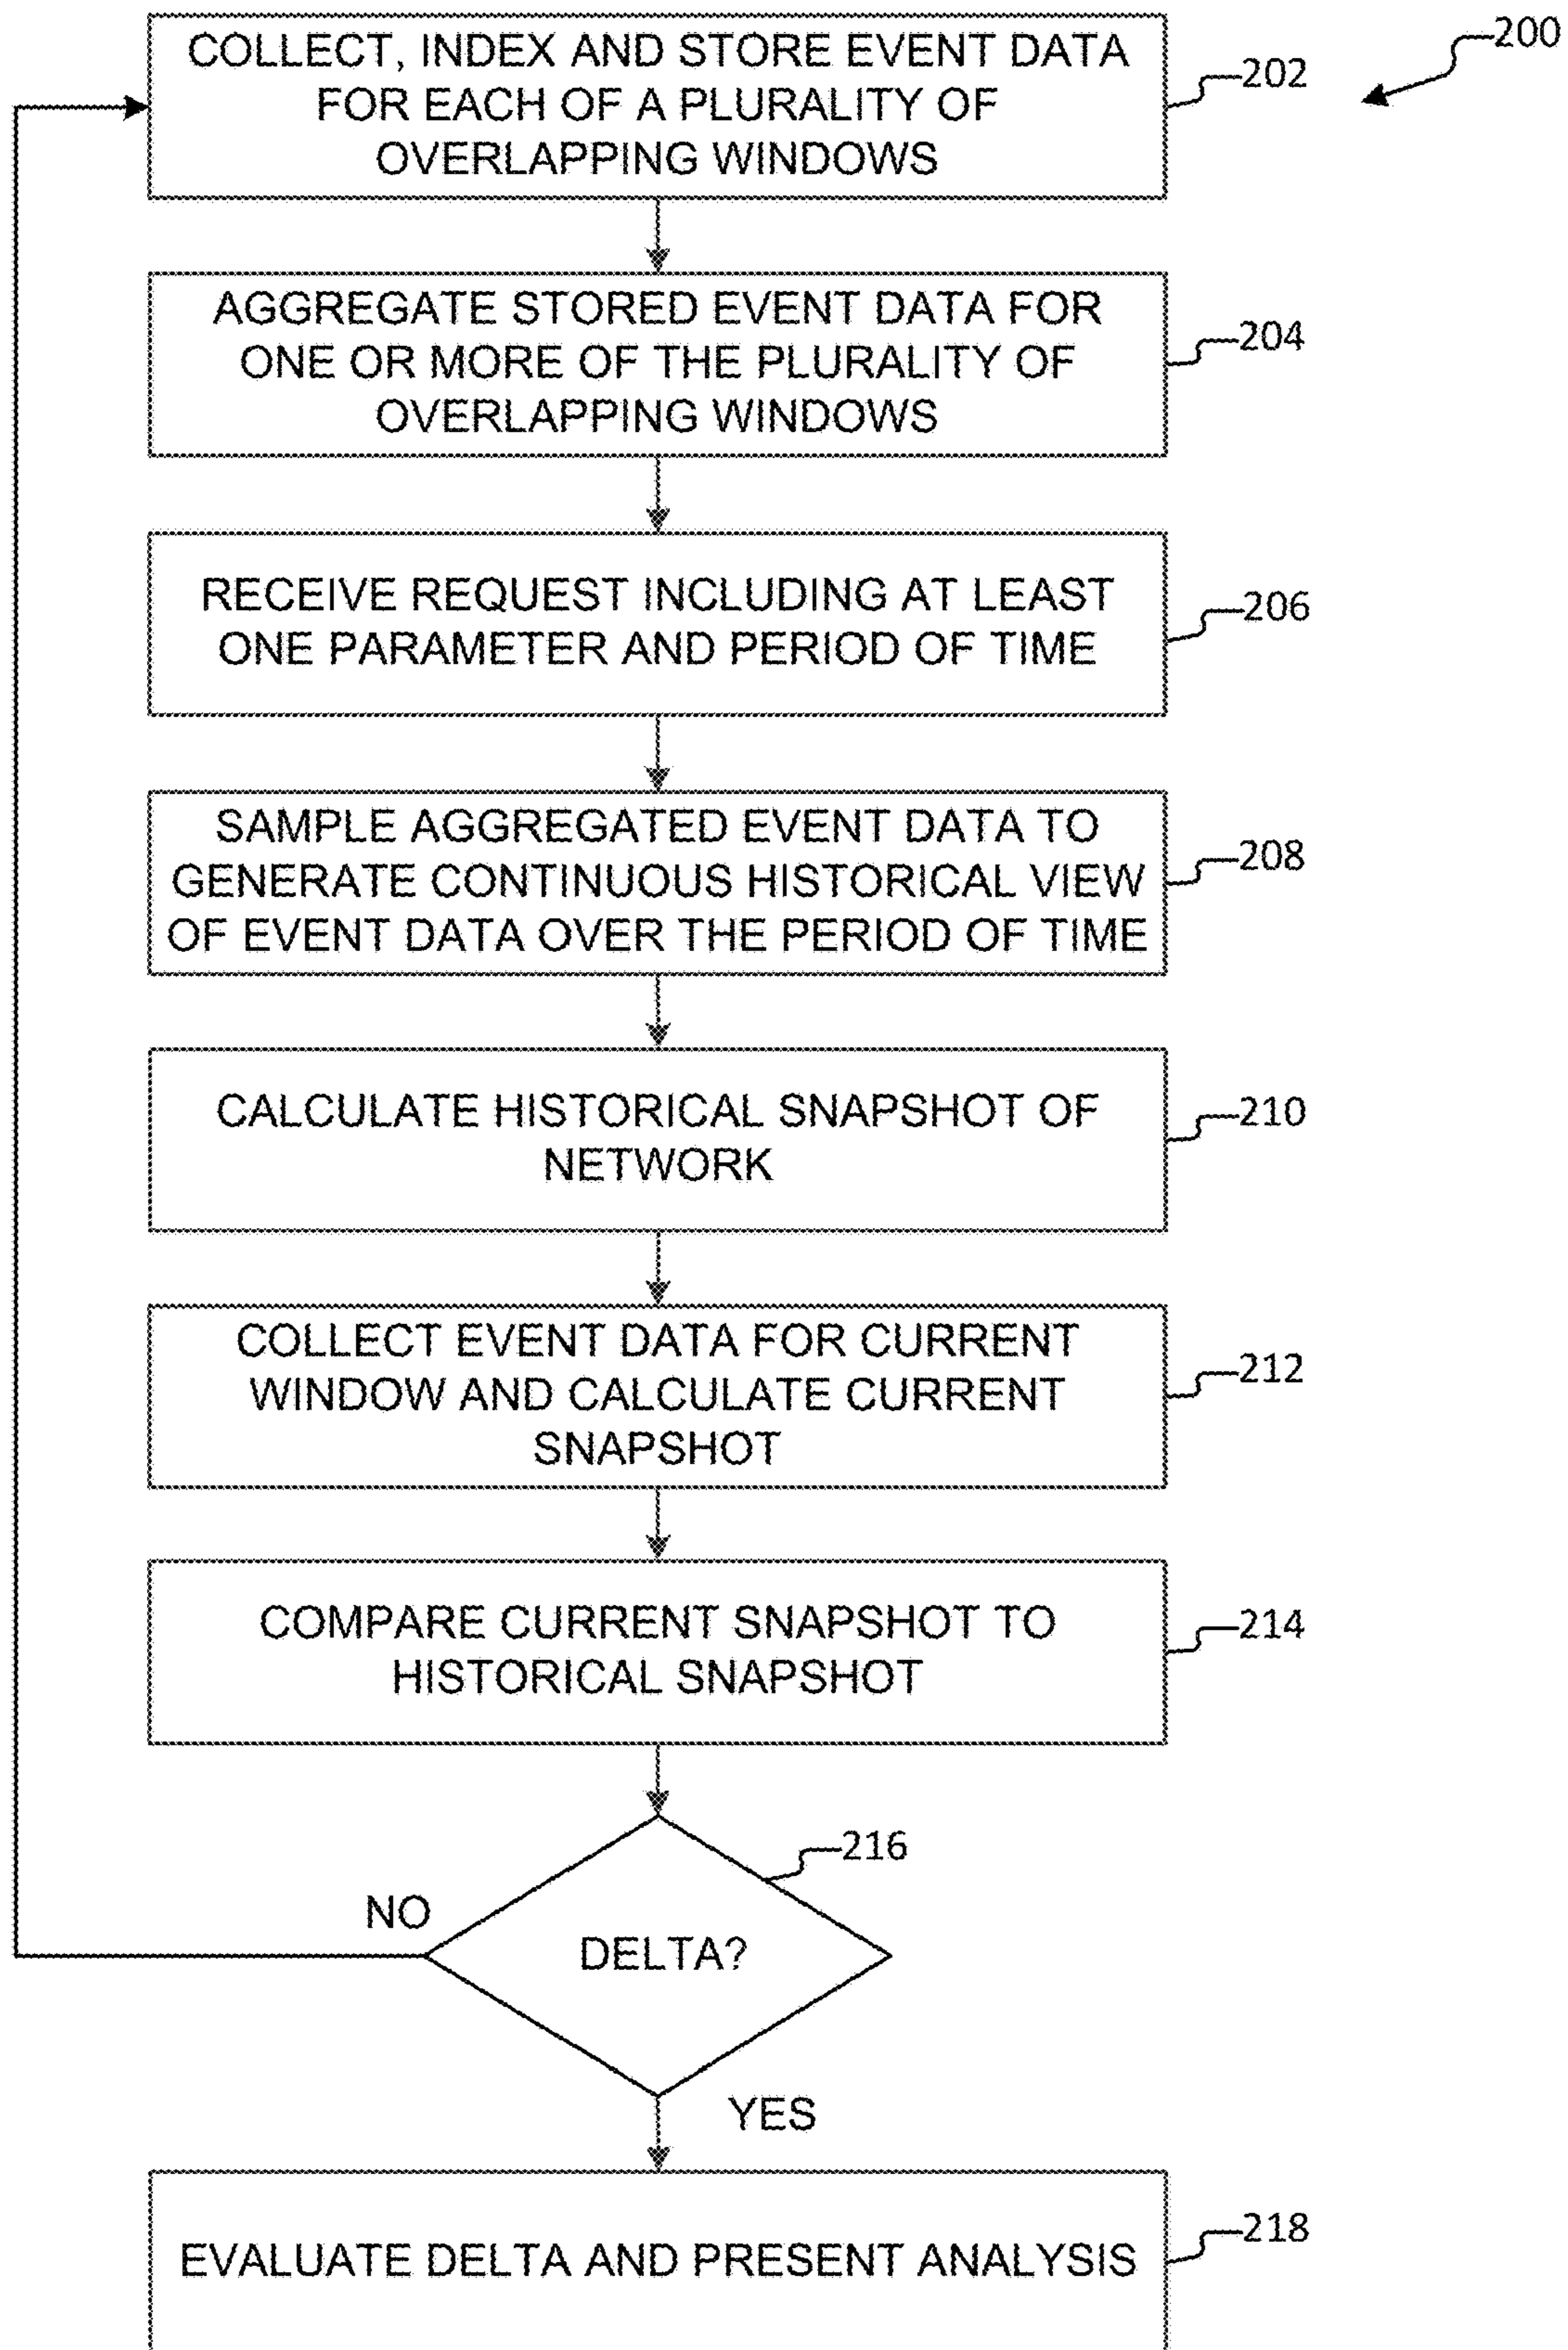 200
COLLECT, INDEX AND STORE EVENT DATA
FOR EACH OF A PLURALITY OF
OVERLAPPING WINDOWS
202
AGGREGATE STORED EVENT DATA FOR
ONE OR MORE OF THE PLURALITY OF
OVERLAPPING WINDOWS
204
RECEIVE REQUEST INCLUDING AT LEAST
ONE PARAMETER AND PERIOD OF TIME
206
SAMPLE AGGREGATED EVENT DATA TO
GENERATE CONTINUOUS HISTORICAL VIEW
OF EVENT DATA OVER THE PERIOD OF TIME
208
CALCULATE HISTORICAL SNAPSHOT OF
NETWORK
210
COLLECT EVENT DATA FOR CURRENT
WINDOW AND CALCULATE CURRENT
SNAPSHOT
212
COMPARE CURRENT SNAPSHOT TO
HISTORICAL SNAPSHOT
214
216
NO
DELTA?
YES
EVALUATE DELTA AND PRESENT ANALYSIS
218